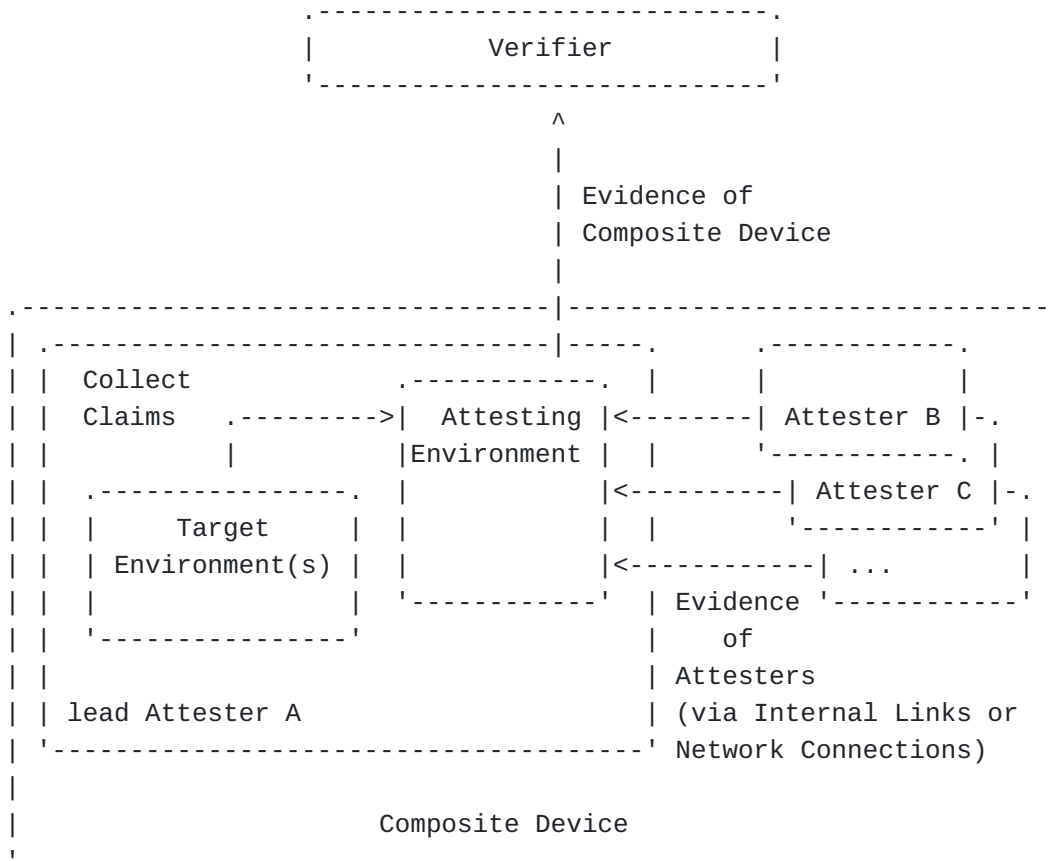 .-----------------------------.
                   |           Verifier          |
                   '-----------------------------'
                                   ^
                                   |
                                   | Evidence of
                                   | Composite Device
                                   |
.----------------------------------|-------------------------------
| .--------------------------------|-----.      .------------.
| |  Collect             .------------.  |      |            |
| |  Claims   .--------->|  Attesting |<--------| Attester B |-.
| |           |          |Environment |  |      '------------. |
| |  .----------------.  |            |<----------| Attester C |-.
| |  |     Target     |  |            |  |        '------------' |
| |  | Environment(s) |  |            |<------------| ...        |
| |  |                |  '------------'  | Evidence '------------'
| |  '----------------'                  |    of
| |                                      | Attesters
| | lead Attester A                      | (via Internal Links or
| '--------------------------------------' Network Connections)
|
|                       Composite Device
'